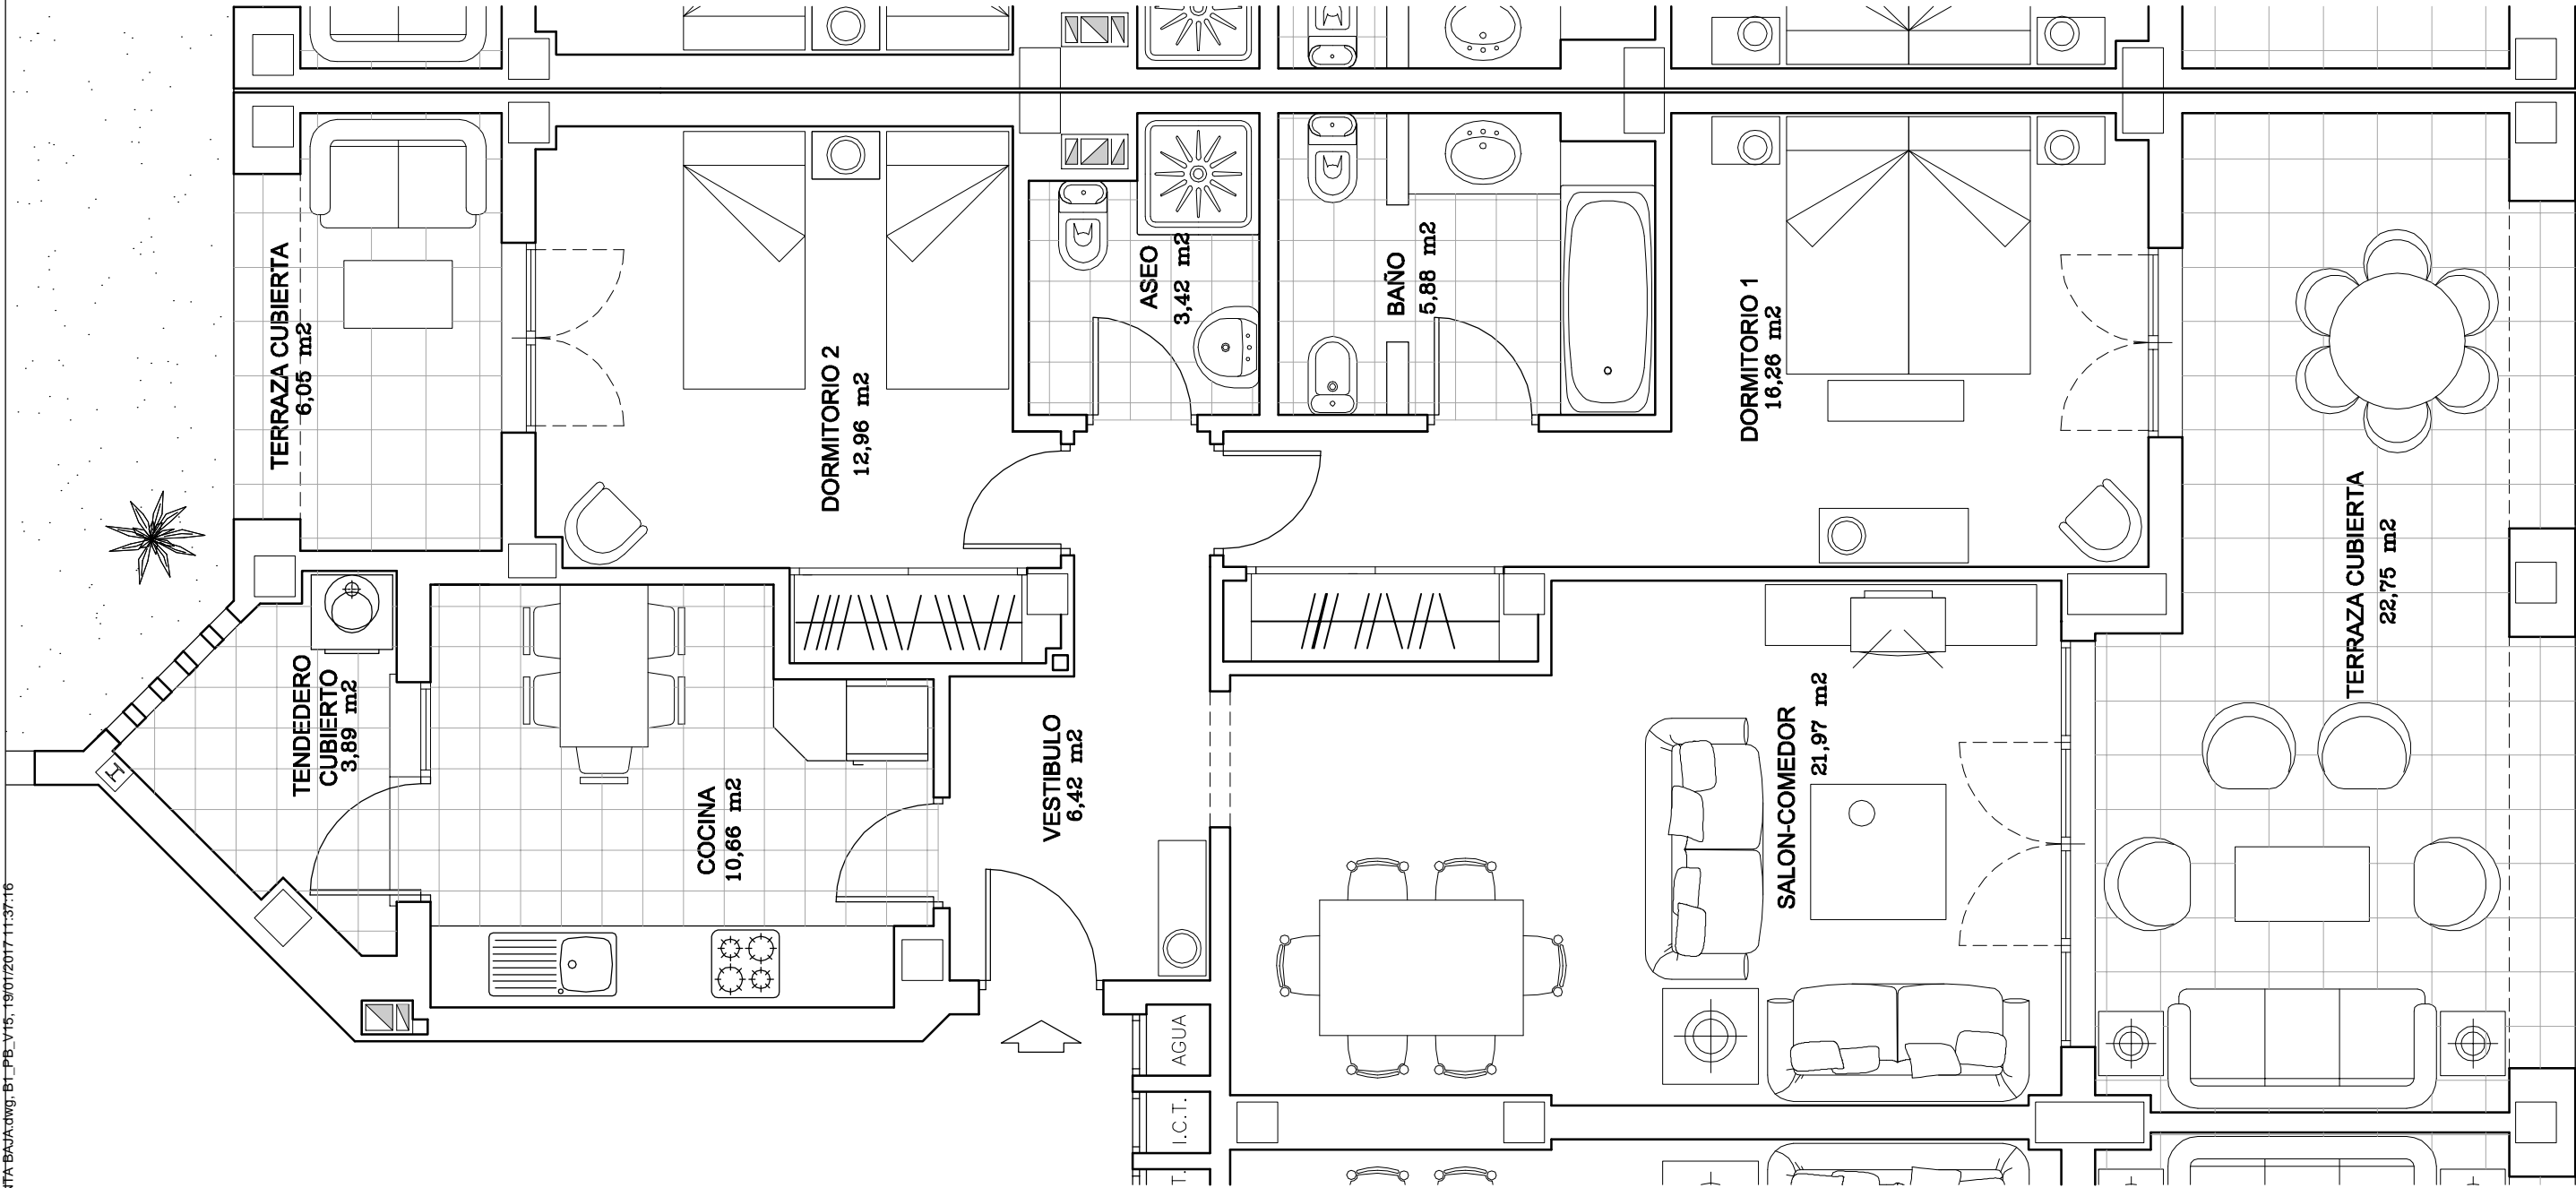 TERRAZA CUBIERTA
6,05 m2
DORMITORIO 2
12,96 m2
ASEO
3,42 m2
BAÑO
5,88 m2
DORMITORIO 1
16,26 m2
TERRAZA CUBIERTA
22,75 m2
TENDEDERO
CUBIERTO
3,89 m2
COCINA
10,66 m2
VESTIBULO
6,42 m2
SALON-COMEDOR
21,97 m2
AGUA
I.C.T.
T.
BAJA.dwg, B1_PB_V15, 19/01/2017 11:37:16